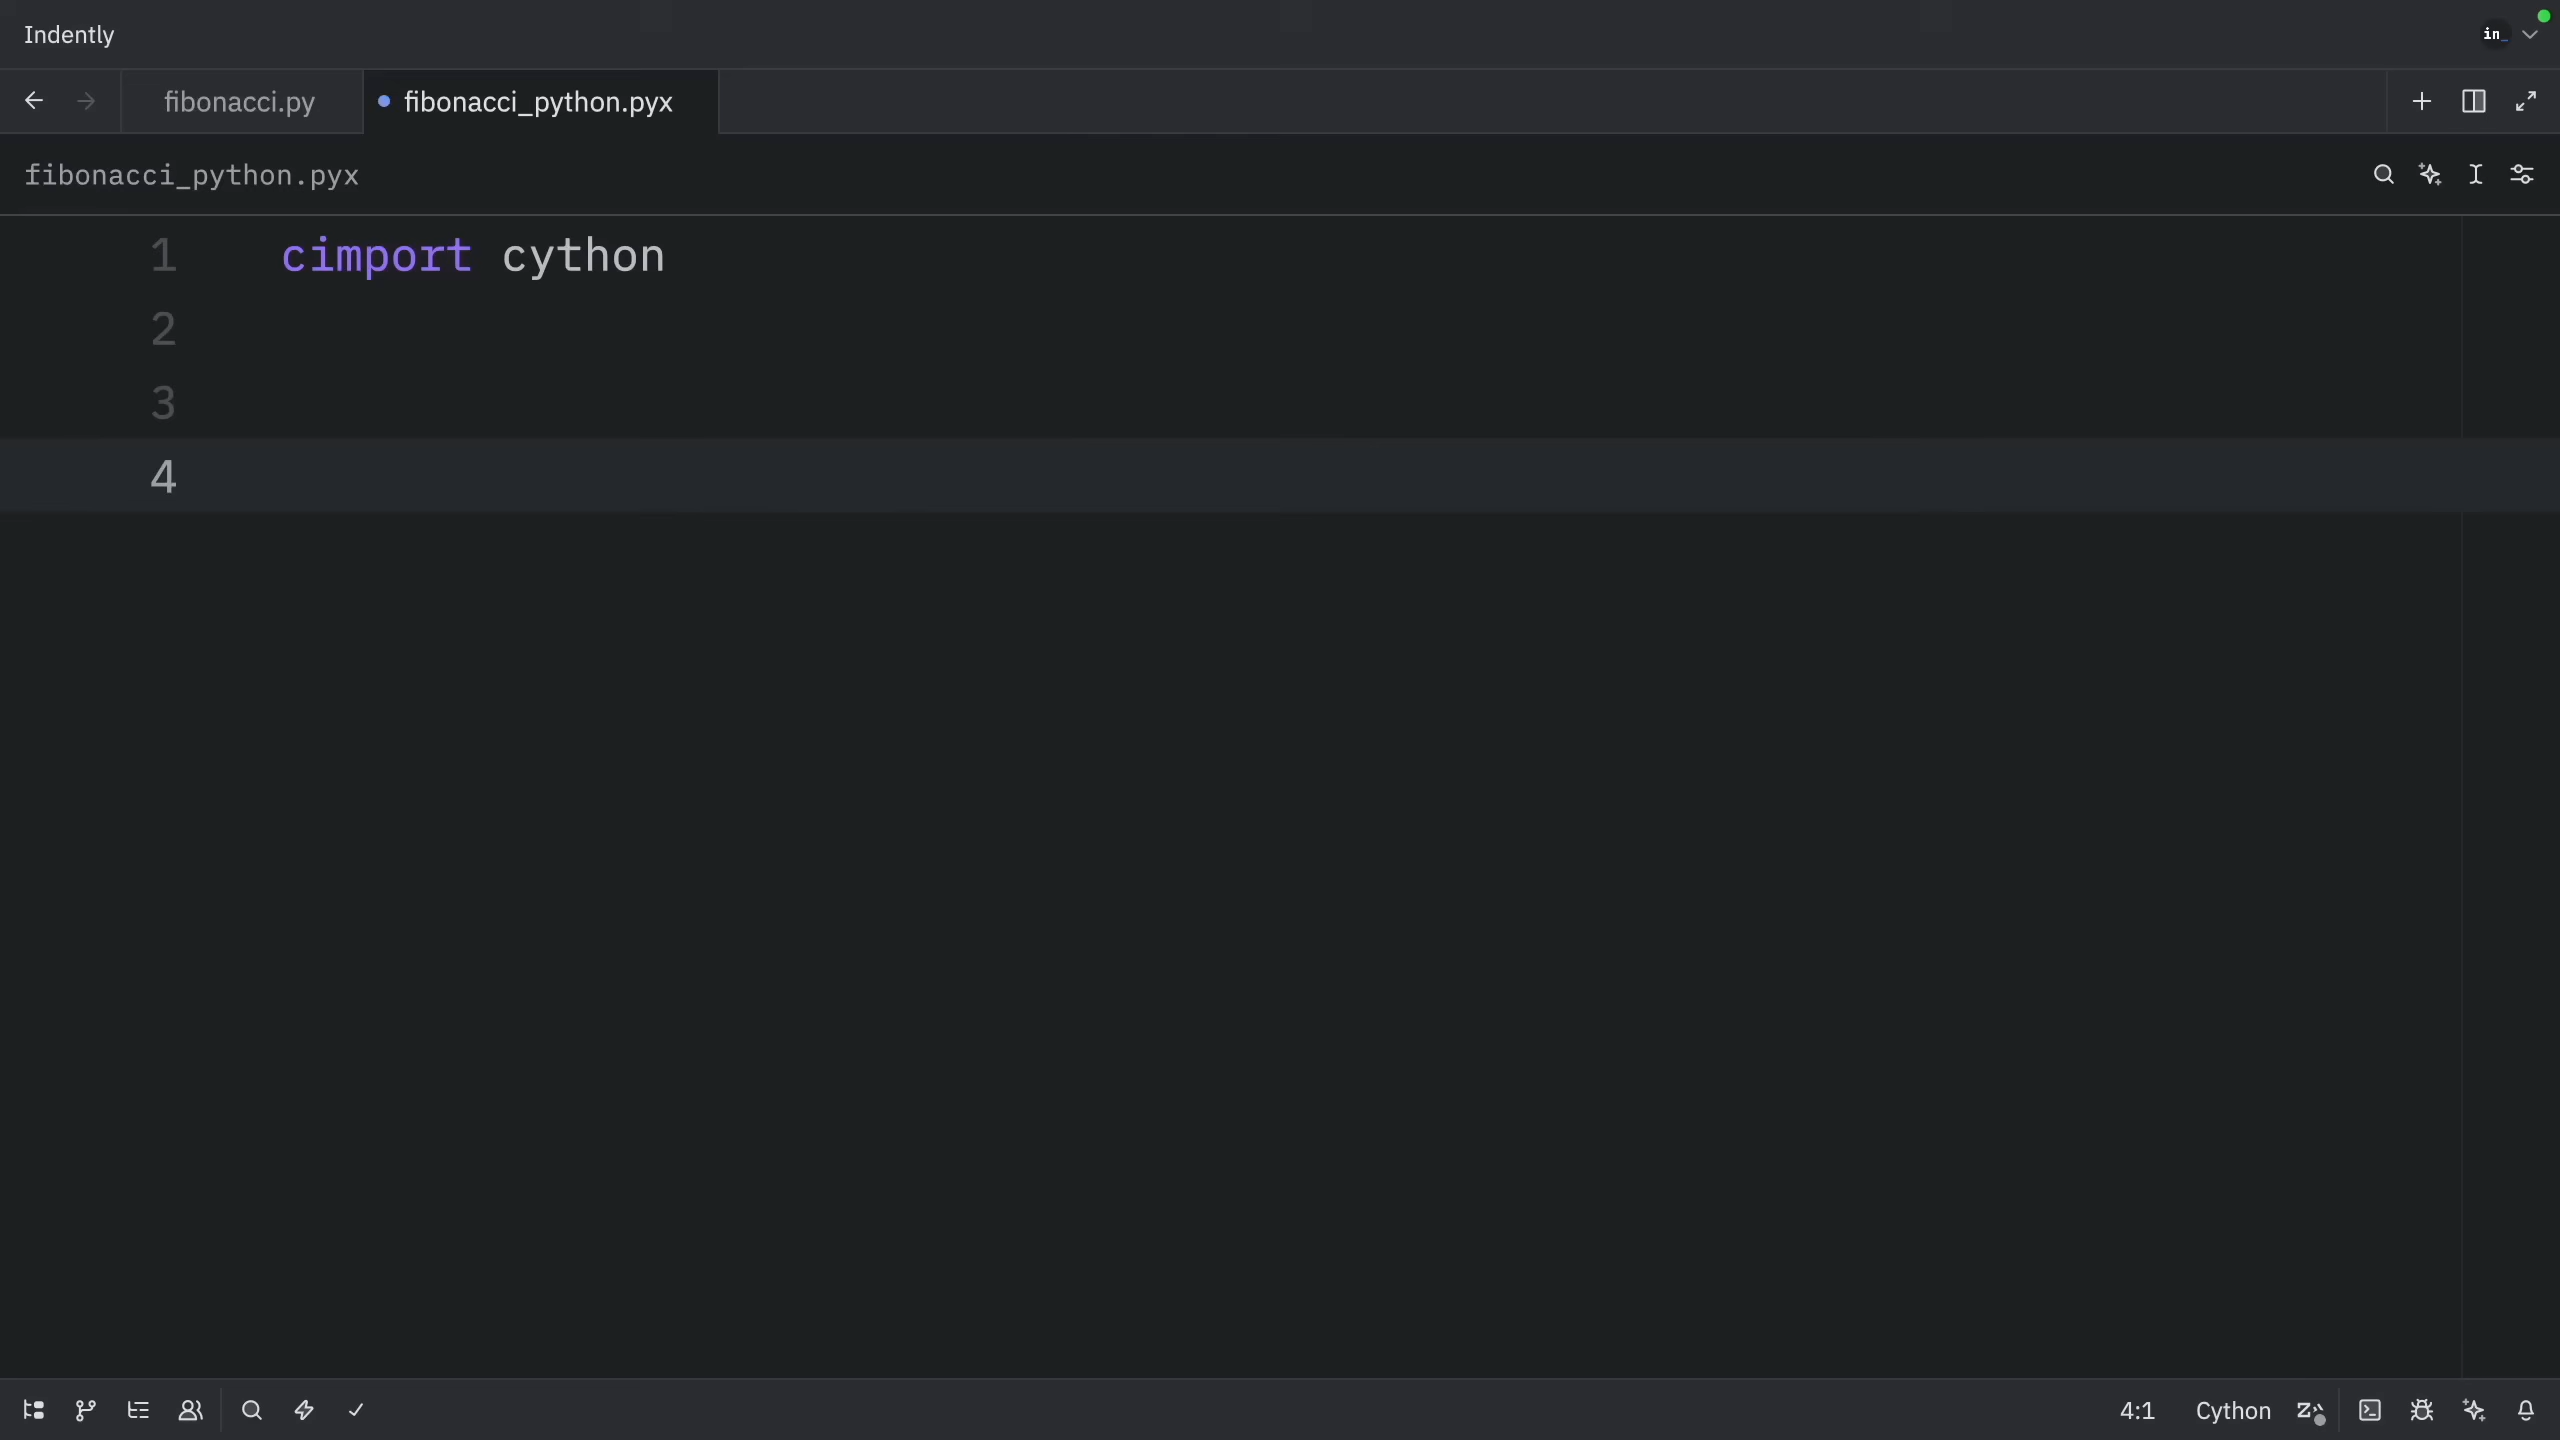 Indently
in_
fibonacci.py
fibonacci_python.pyx
fibonacci_python.pyx
1 cimport cython
2
3
4
4:1 Cython